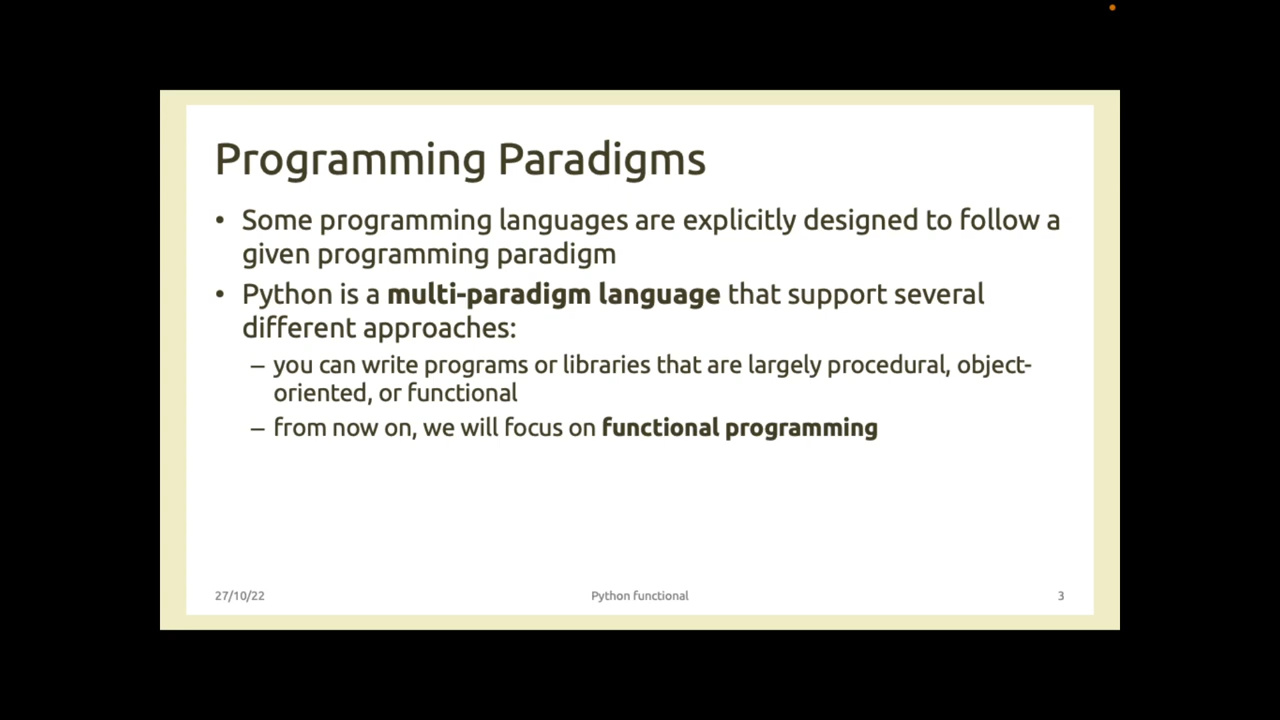 Programming Paradigms
• Some programming languages are explicitly designed to follow a
given programming paradigm
• Python is a multi-paradigm language that support several
different approaches:
– you can write programs or libraries that are largely procedural, object-
oriented, or functional
– from now on, we will focus on functional programming
27/10/22
Python functional
3